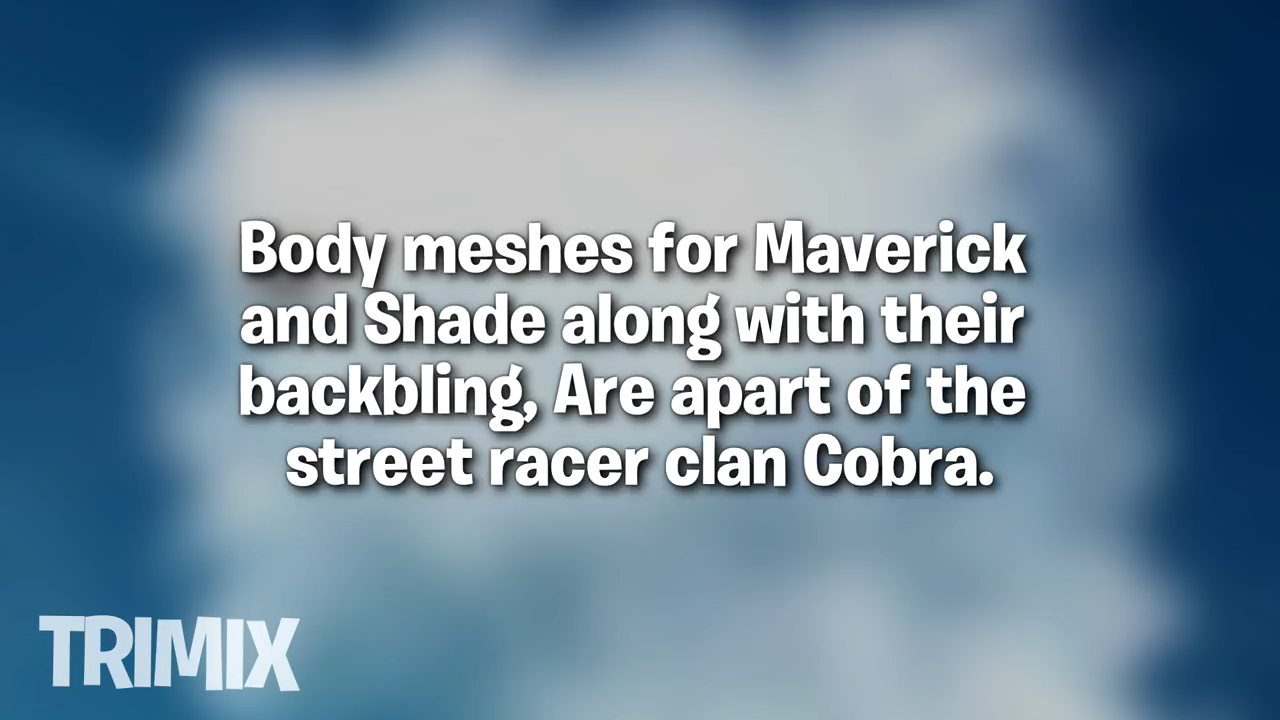 Body meshes for Maverick
and Shade along with their
backbling, Are apart of the
street racer clan Cobra.
TRIMIX